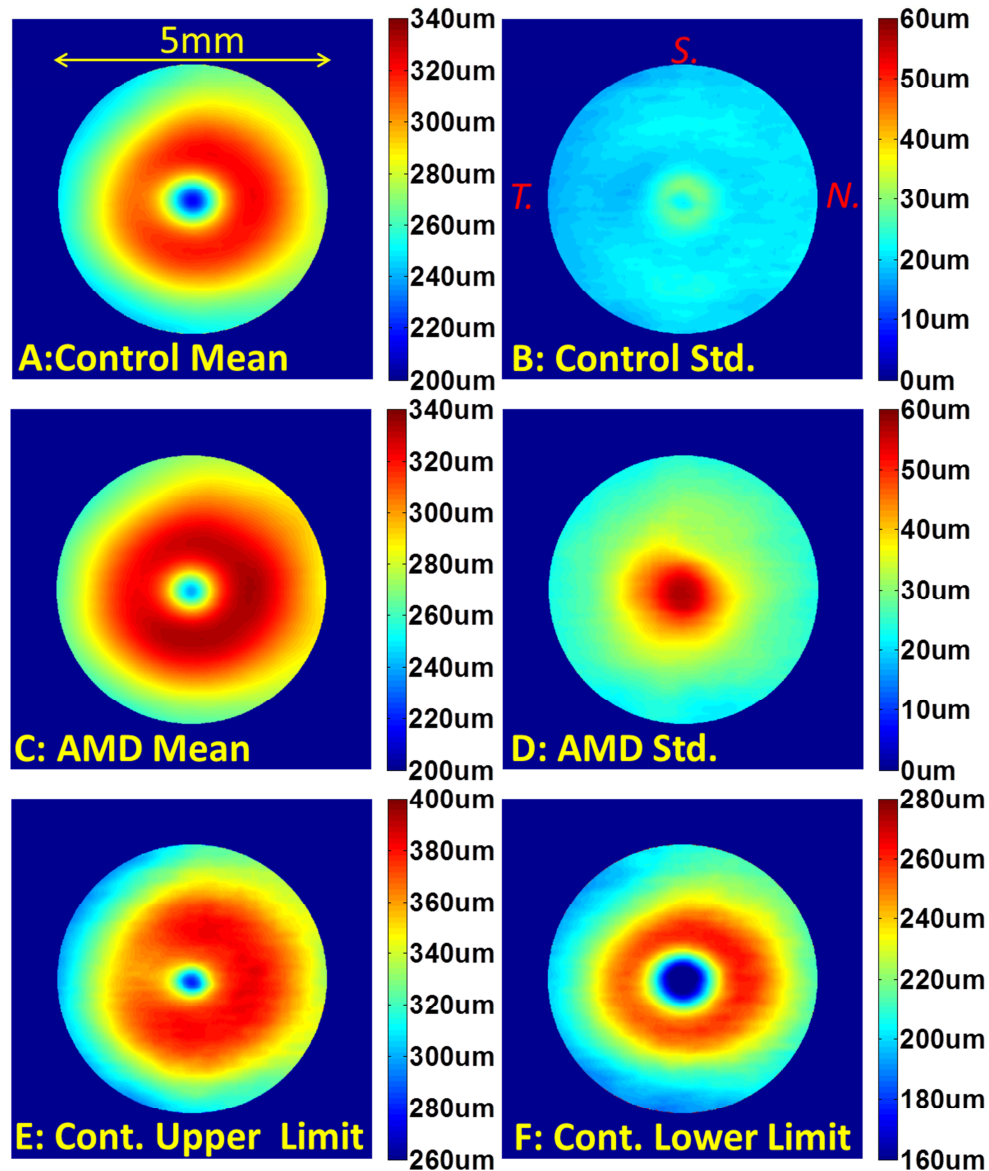 5mm
A:Control Mean
340um
320um
300um
280um
260um
240um
220um
200um
S.
T.
N.
B: Control Std.
60um
50um
40um
30um
20um
10um
0um
C: AMD Mean
340um
320um
300um
280um
260um
240um
220um
200um
D: AMD Std.
60um
50um
40um
30um
20um
10um
0um
E: Cont. Upper Limit
400um
380um
360um
340um
320um
300um
280um
260um
F: Cont. Lower Limit
280um
260um
240um
220um
200um
180um
160um